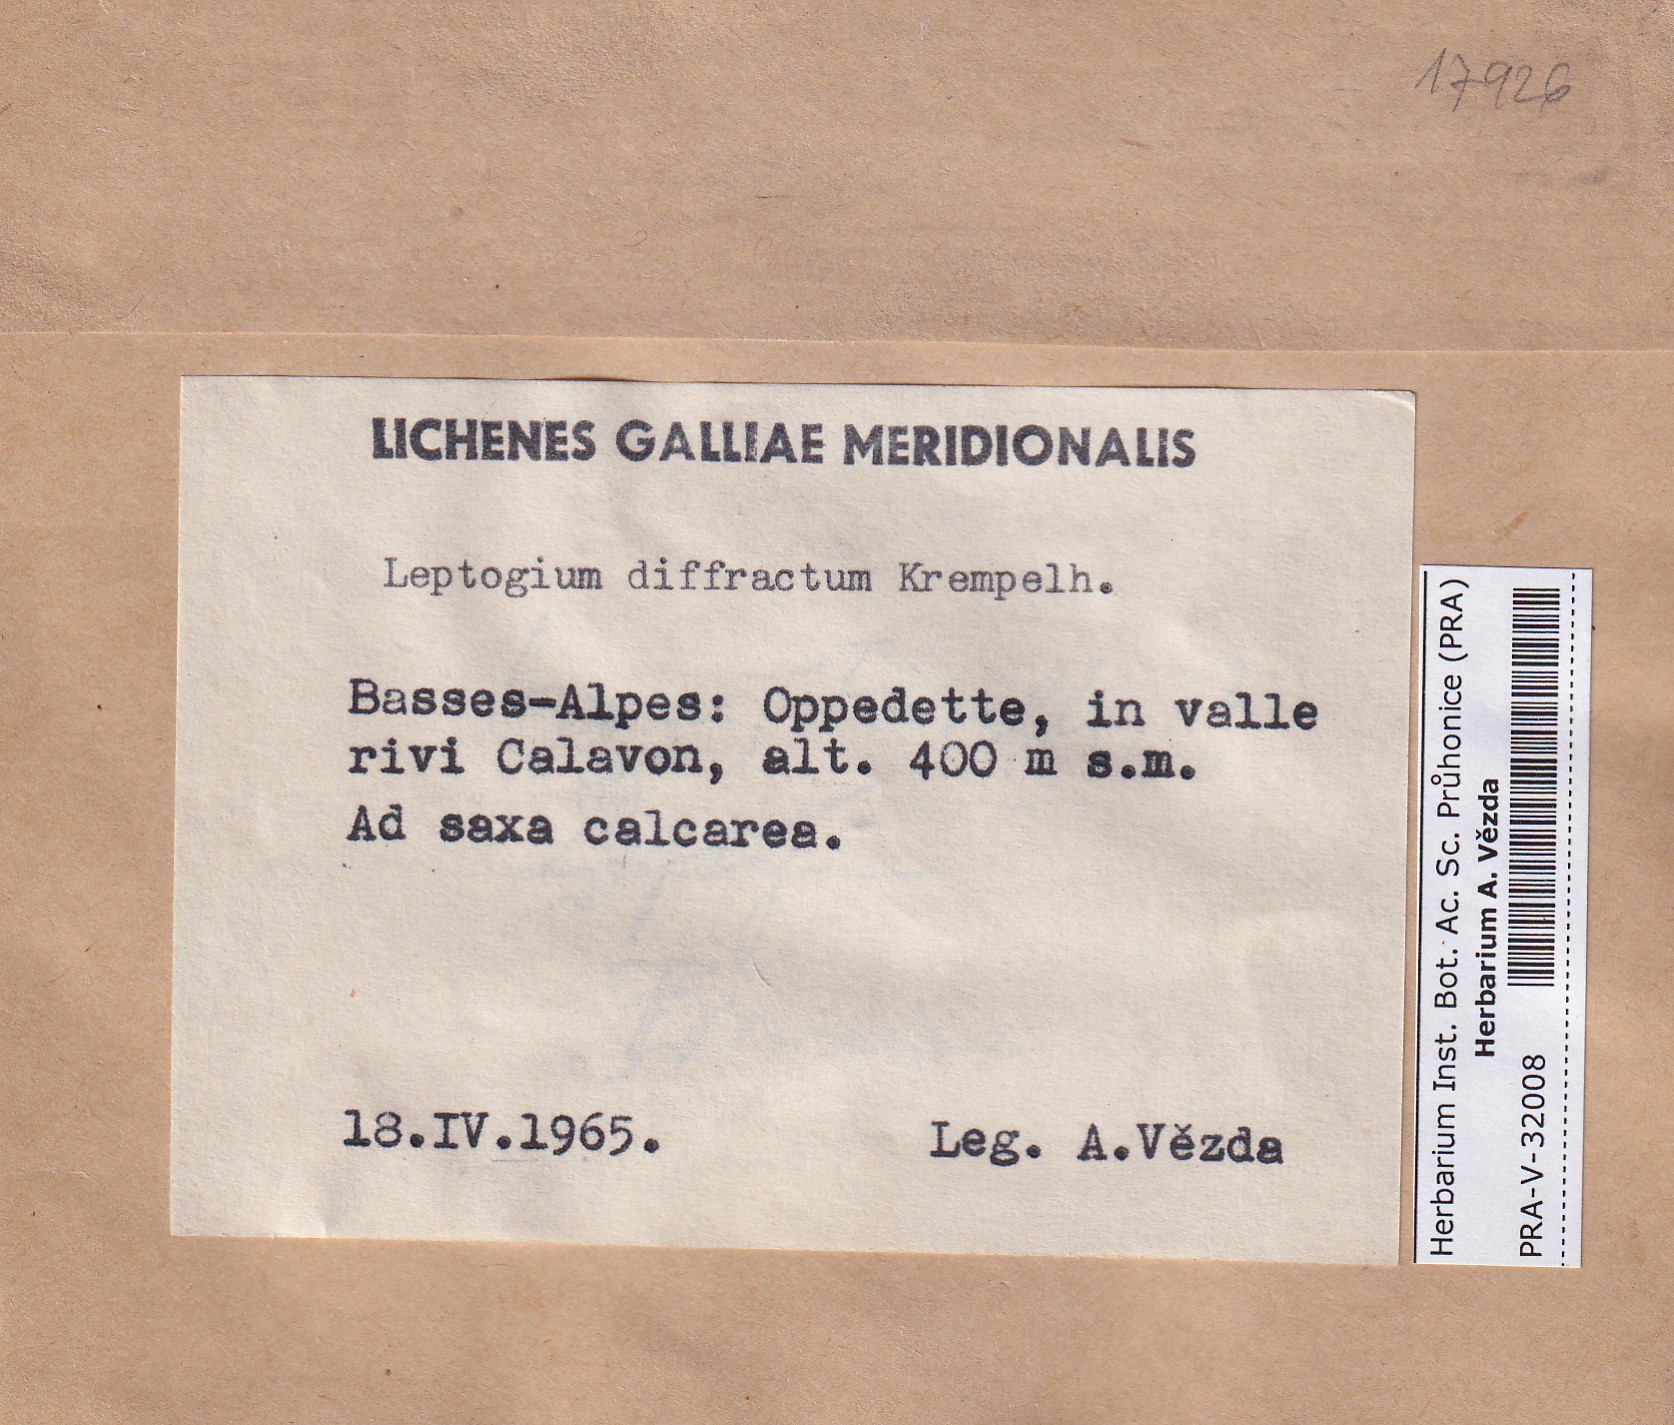 17926
LICHENES GALLIAE MERIDIONALIS
Leptogium diffractum Krempelh.
Basses-Alpes: Oppedette, in valle
rivi Calavon, alt. 400 m s.m.
Ad saxa calcarea.
18.IV.1965. Leg. A.Vězda
Herbarium Inst. Bot. Ac. Sc. Průhonice (PRA)
Herbarium A. Vězda
PRA-V-32008